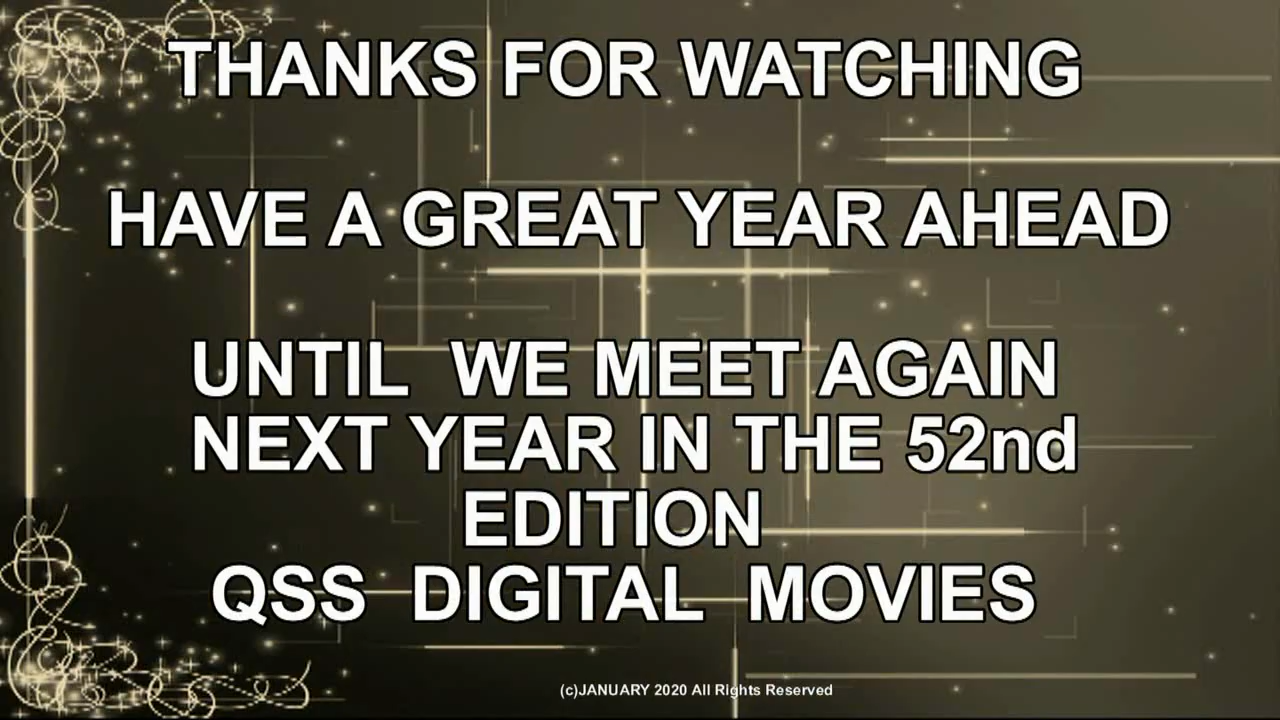 THANKS FOR WATCHING
HAVE A GREAT YEAR AHEAD
UNTIL WE MEET AGAIN
NEXT YEAR IN THE 52nd
EDITION
QSS DIGITAL MOVIES
(c)JANUARY 2020 All Rights Reserved